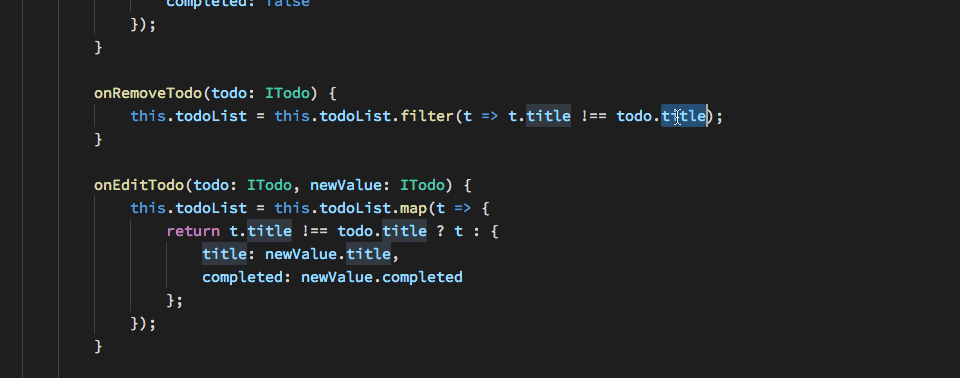 completed: false
});
}
onRemoveTodo(todo: ITodo) {
this.todoList = this.todoList.filter(t => t.title !== todo.title);
}
onEditTodo(todo: ITodo, newValue: ITodo) {
this.todoList = this.todoList.map(t => {
return t.title !== todo.title ? t : {
title: newValue.title,
completed: newValue.completed
};
});
}